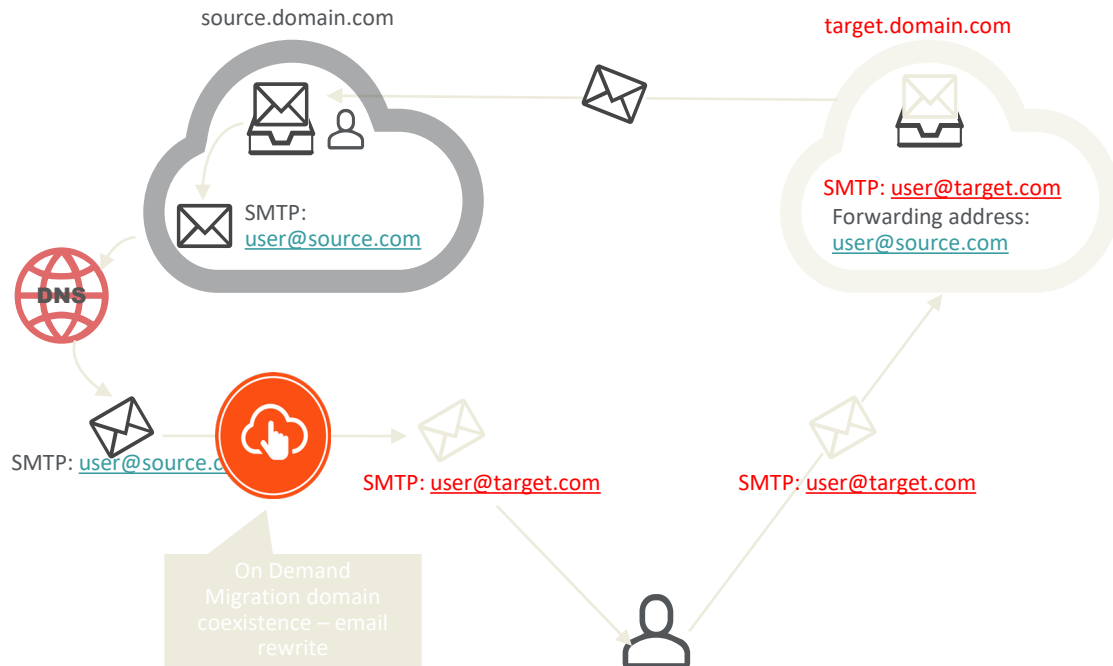 source.domain.com
target.domain.com
SMTP:
user@source.com
SMTP: user@target.com
Forwarding address:
user@source.com
DNS
SMTP: user@source.c
SMTP: user@target.com
SMTP: user@target.com
On Demand
Migration domain
coexistence – email
rewrite